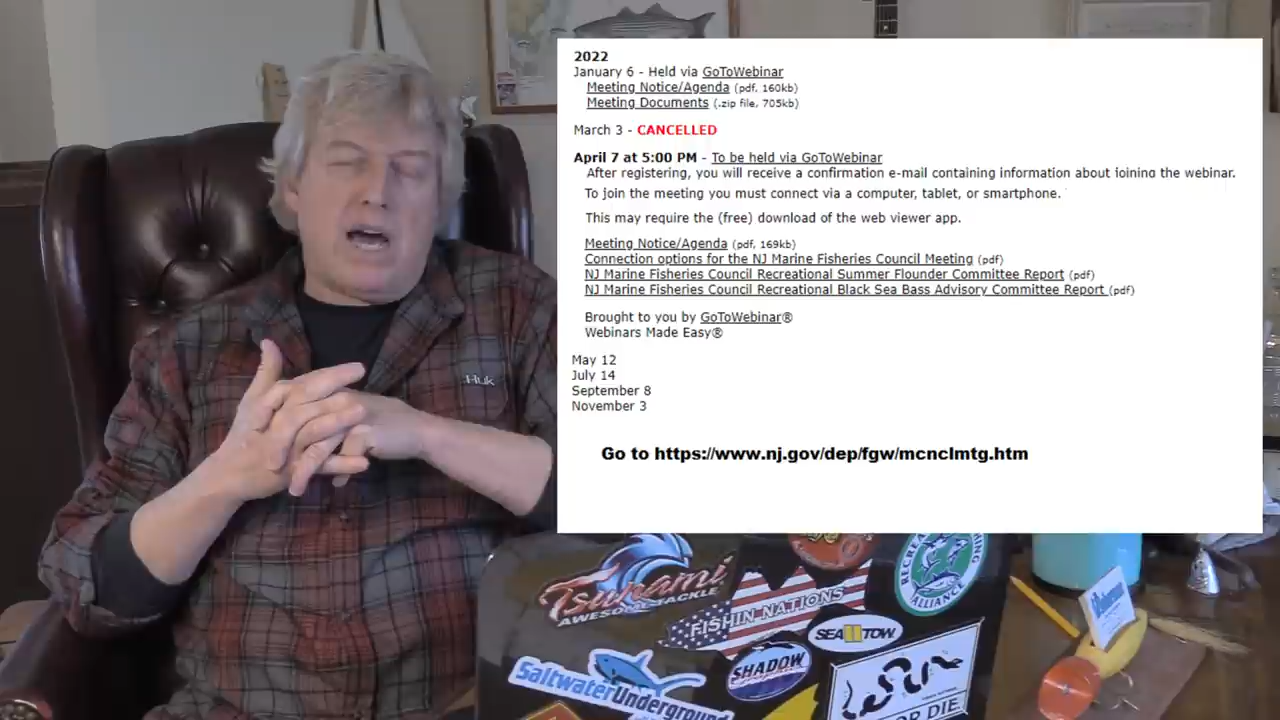 2022
January 6 - Held via GoToWebinar
Meeting Notice/Agenda (pdf, 160kb)
Meeting Documents (.zip file, 705kb)
March 3 - CANCELLED
April 7 at 5:00 PM - To be held via GoToWebinar
After registering, you will receive a confirmation e-mail containing information about joining the webinar.
To join the meeting you must connect via a computer, tablet, or smartphone.
This may require the (free) download of the web viewer app.
Meeting Notice/Agenda (pdf, 169kb)
Connection options for the NJ Marine Fisheries Council Meeting (pdf)
NJ Marine Fisheries Council Recreational Summer Flounder Committee Report (pdf)
NJ Marine Fisheries Council Recreational Black Sea Bass Advisory Committee Report (pdf)
Brought to you by GoToWebinar®
Webinars Made Easy®
May 12
July 14
September 8
November 3
Go to https://www.nj.gov/dep/fgw/mcnclmtg.htm
Huk
Tsunami
AWESOME TACKLE
FISHIN NATIONS
ALLIANCE
SEA TOW
SHADOW
SaltwaterUnderground
OR DIE